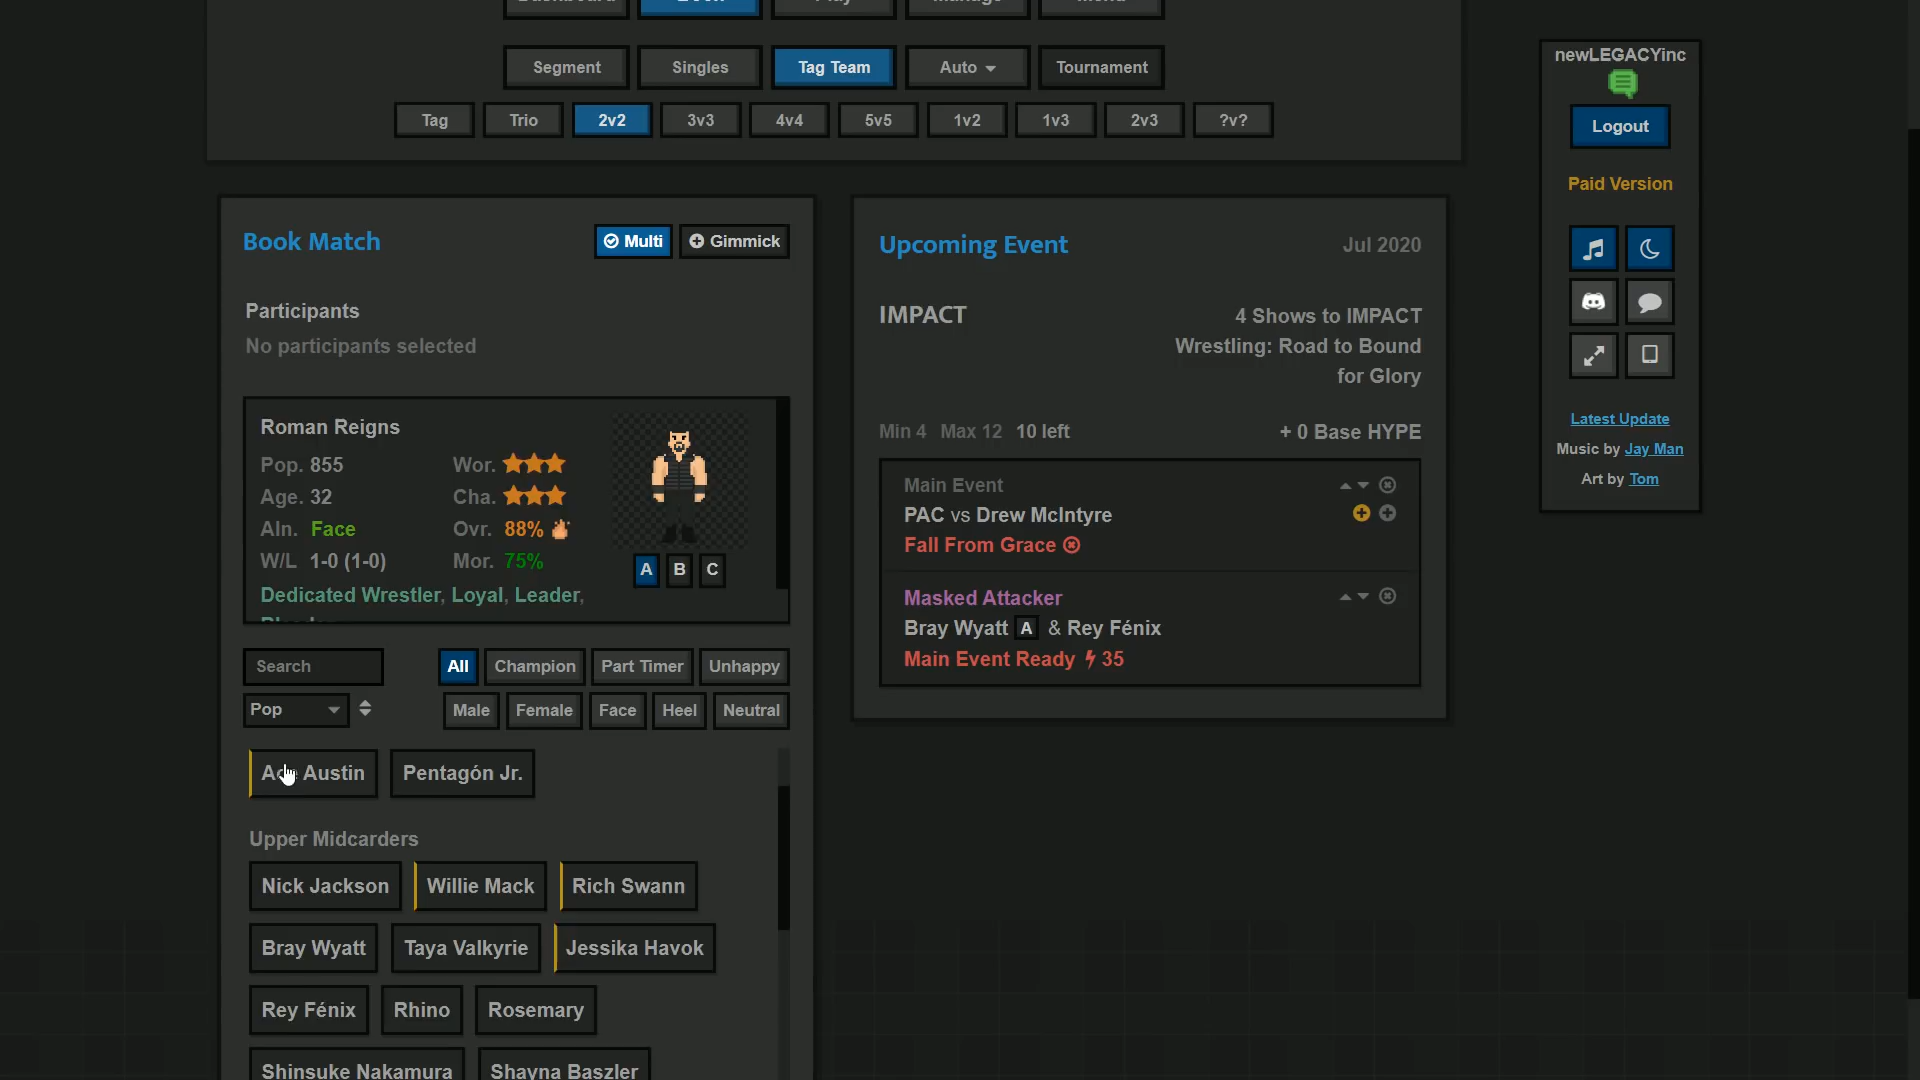 Segment
Singles
Tag Team
Auto
Tournament
Tag
Trio
2v2
3v3
4v4
5v5
1v2
1v3
2v3
?v?
Book Match
Multi
Gimmick
Participants
No participants selected
Roman Reigns
Pop. 855
Wor.
Age. 32
Cha.
Aln. Face
Ovr. 88%
W/L 1-0 (1-0)
Mor. 75%
A
B
C
Dedicated Wrestler, Loyal, Leader,
Search
All
Champion
Part Timer
Unhappy
Pop
Male
Female
Face
Heel
Neutral
Austin
Pentagón Jr.
Upper Midcarders
Nick Jackson
Willie Mack
Rich Swann
Bray Wyatt
Taya Valkyrie
Jessika Havok
Rey Fénix
Rhino
Rosemary
Shinsuke Nakamura
Shayna Baszler
Upcoming Event
Jul 2020
IMPACT
4 Shows to IMPACT
Wrestling: Road to Bound
for Glory
Min 4 Max 12 10 left
+ 0 Base HYPE
Main Event
PAC vs Drew McIntyre
Fall From Grace
Masked Attacker
Bray Wyatt A & Rey Fénix
Main Event Ready 35
newLEGACYinc
Logout
Paid Version
Latest Update
Music by Jay Man
Art by Tom